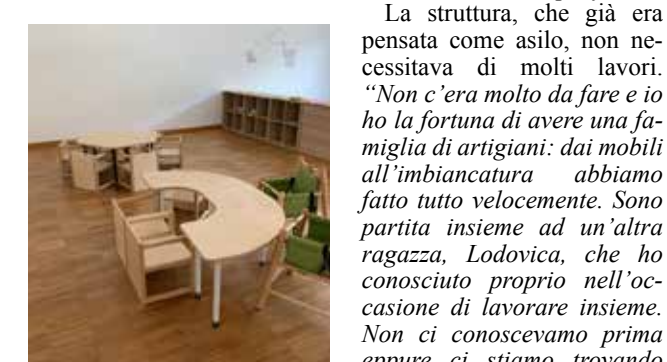 La struttura, che già era
pensata come asilo, non ne-
cessitava di molti lavori.
“Non c’era molto da fare e io
ho la fortuna di avere una fa-
miglia di artigiani: dai mobili
all’imbiancatura abbiamo
fatto tutto velocemente. Sono
partita insieme ad un’altra
ragazza, Lodovica, che ho
conosciuto proprio nell’oc-
casione di lavorare insieme.
Non ci conoscevamo prima
eppure ci stiamo trovando